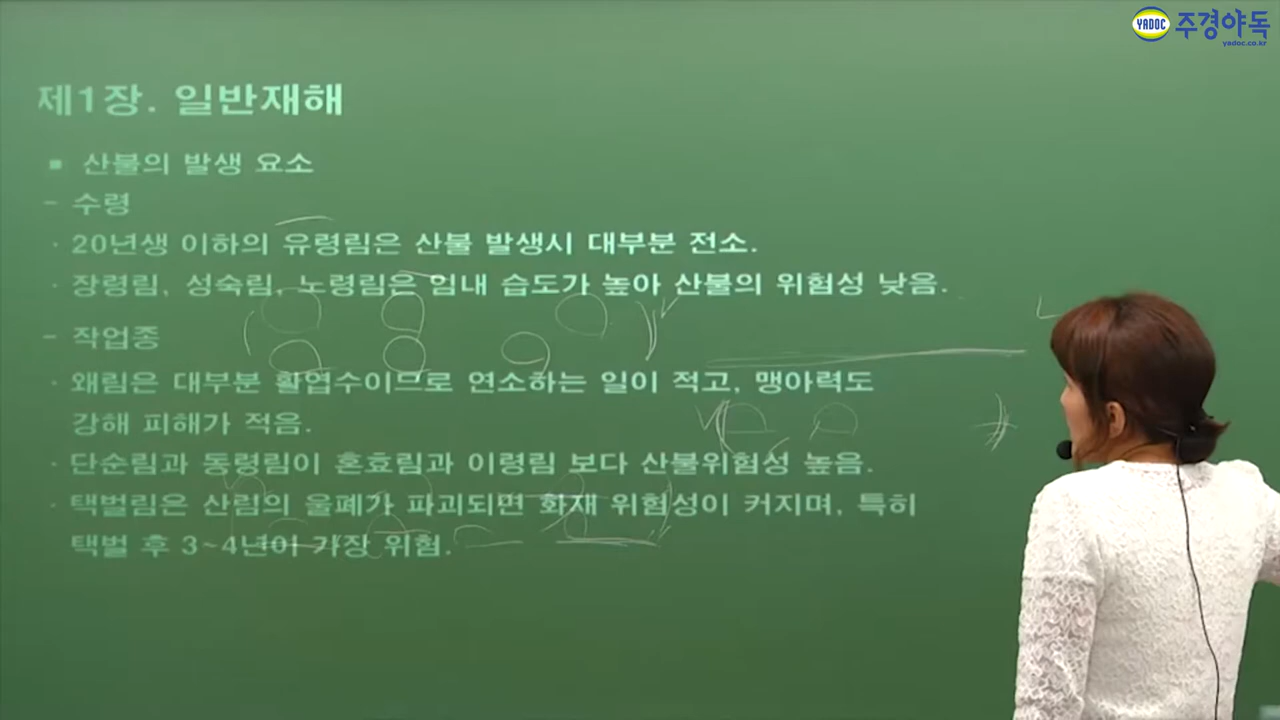 YADOC 주경야독
yadoc.co.kr
제1장. 일반재해
▪ 산불의 발생 요소
- 수령
· 20년생 이하의 유령림은 산불 발생시 대부분 전소.
· 장령림, 성숙림, 노령림은 임내 습도가 높아 산불의 위험성 낮음.
- 작업종
· 왜림은 대부분 활엽수이므로 연소하는 일이 적고, 맹아력도
강해 피해가 적음.
· 단순림과 동령림이 혼효림과 이령림 보다 산불위험성 높음.
· 택벌림은 산림의 울폐가 파괴되면 화재 위험성이 커지며, 특히
택벌 후 3~4년이 가장 위험.